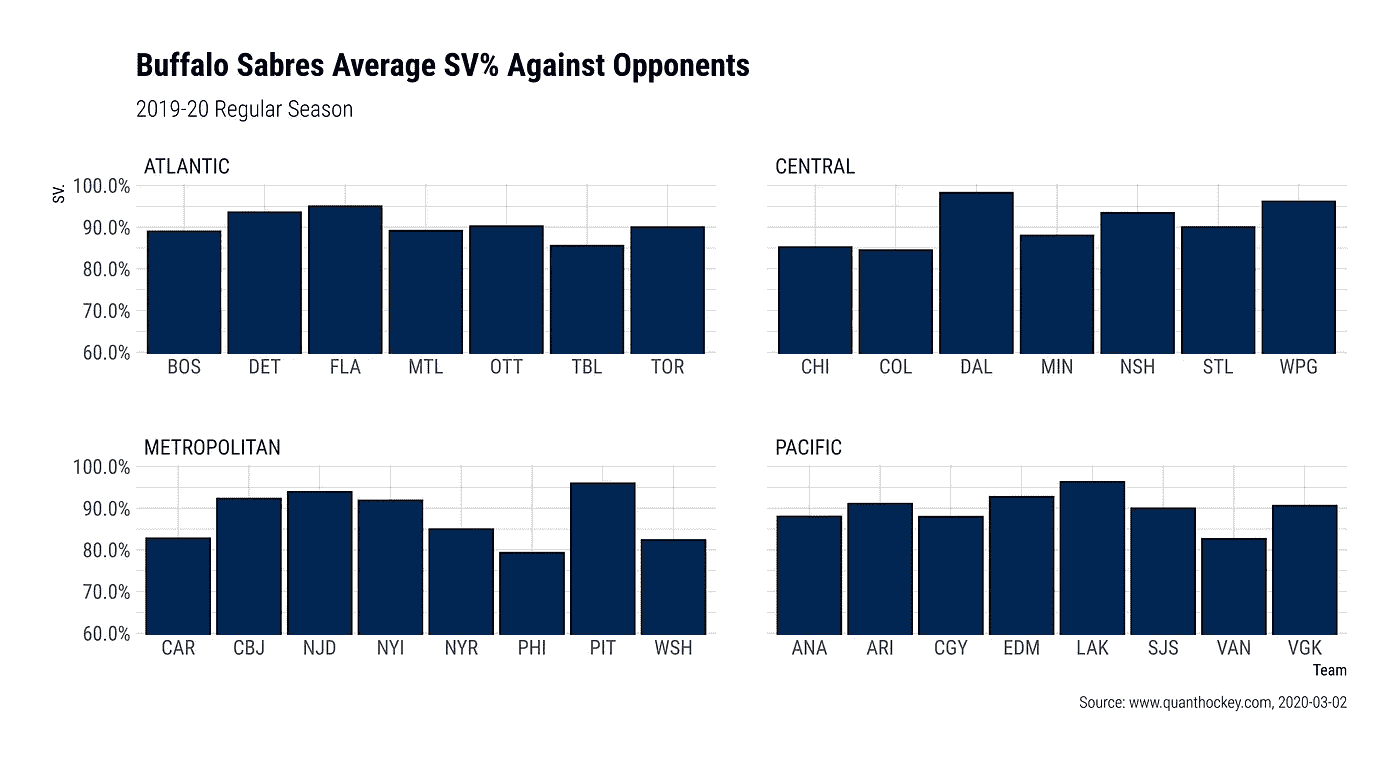 Buffalo Sabres Average SV% Against Opponents
2019-20 Regular Season
ATLANTIC
SV.
100.0%
90.0%
80.0%
70.0%
60.0%
BOS DET FLA MTL OTT TBL TOR
CENTRAL
CHI COL DAL MIN NSH STL WPG
METROPOLITAN
100.0%
90.0%
80.0%
70.0%
60.0%
CAR CBJ NJD NYI NYR PHI PIT WSH
PACIFIC
ANA ARI CGY EDM LAK SJS VAN VGK
Team
Source: www.quanthockey.com, 2020-03-02